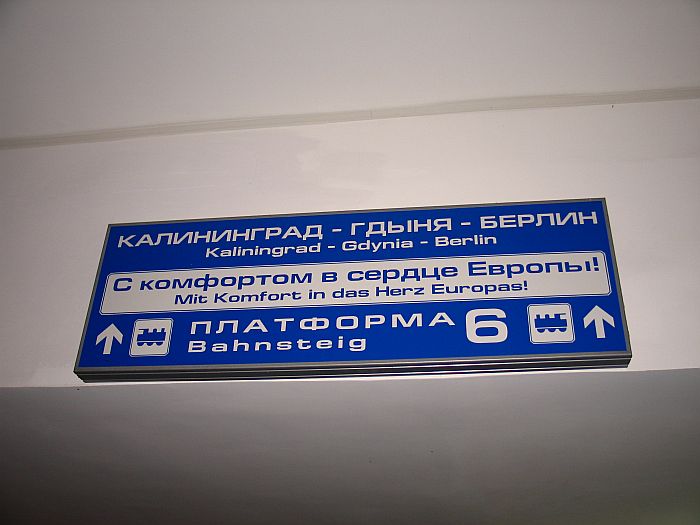 КАЛИНИНГРАД - ГДЫНЯ - БЕРЛИН
Kaliningrad - Gdynia - Berlin
С комфортом в сердце Европы!
Mit Komfort in das Herz Europas!
ПЛАТФОРМА 6
Bahnsteig